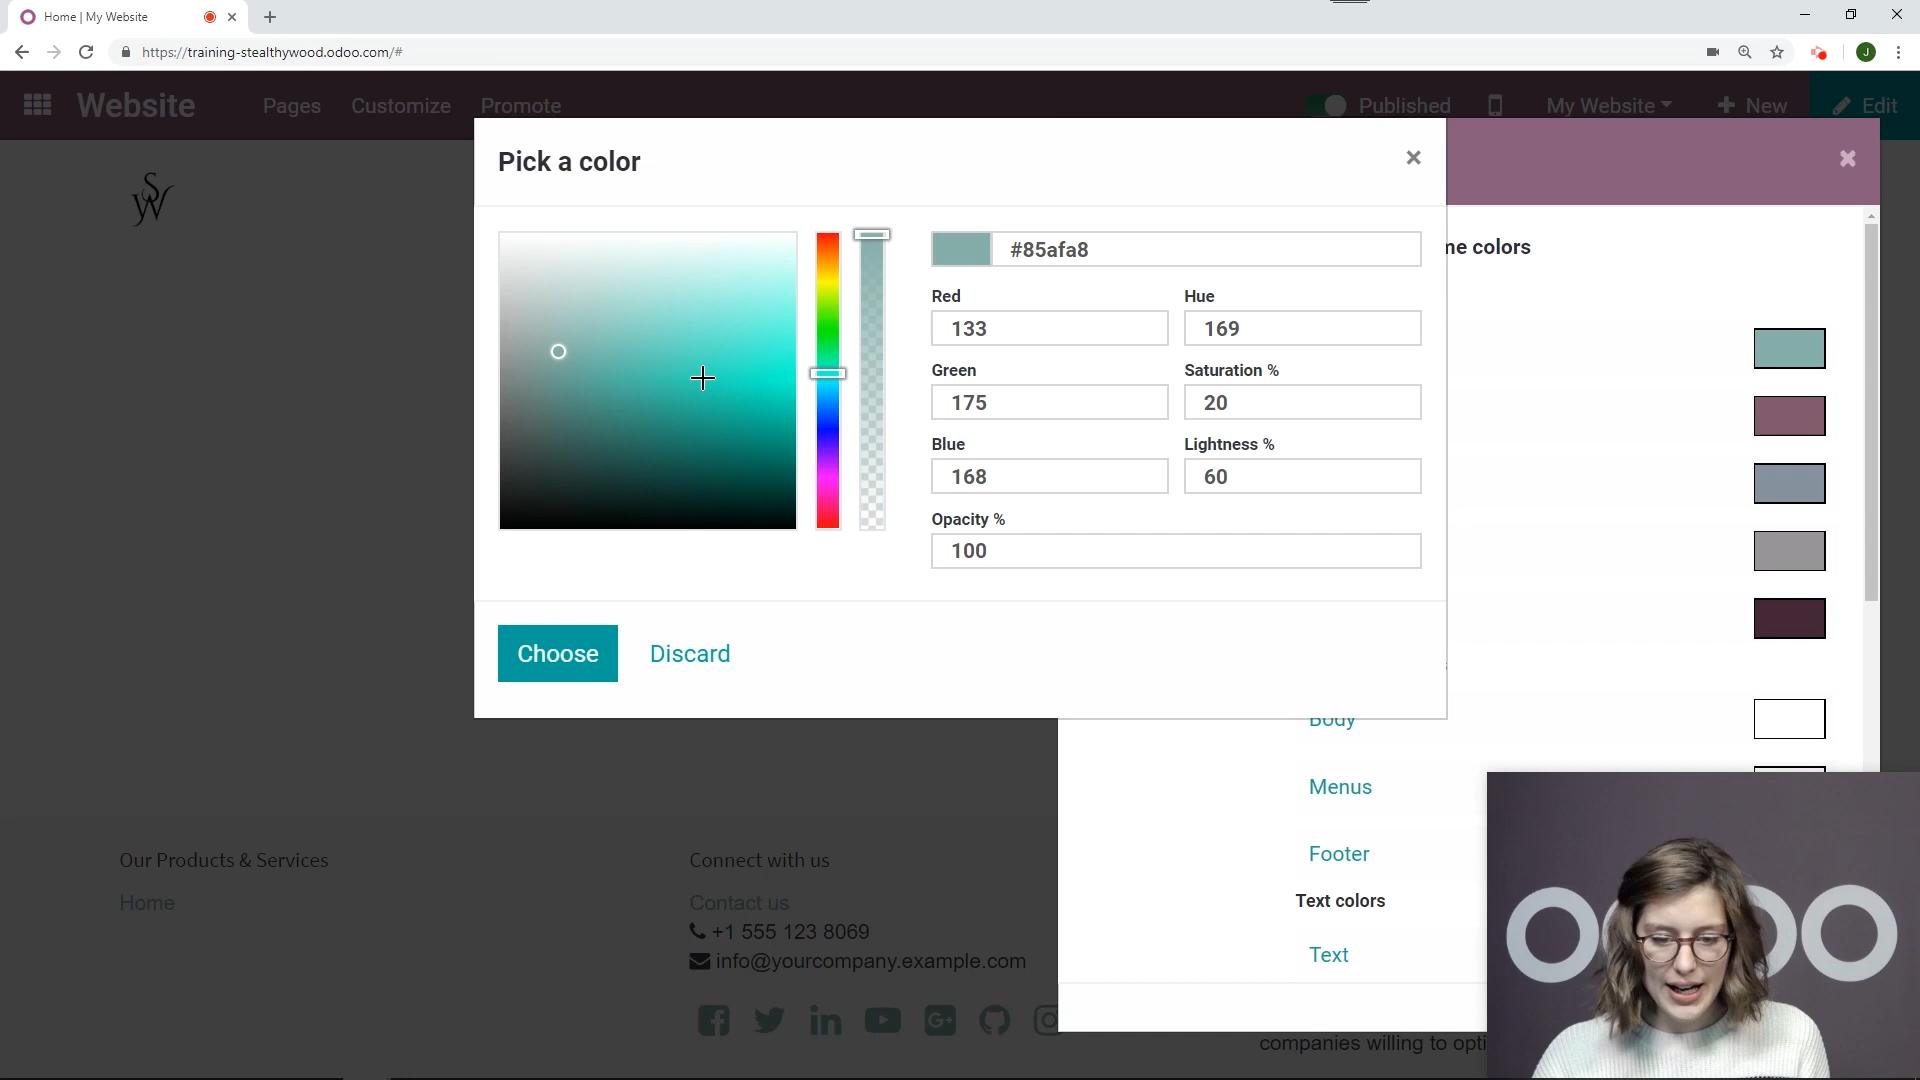 Home | My Website
https://training-stealthywood.odoo.com/#
J
Website
Pages
Customize
Promote
Published
My Website
New
Edit
SW
Pick a color
#85afa8
me colors
Red
Hue
133
169
Green
Saturation %
175
20
Blue
Lightness %
168
60
Opacity %
100
Choose
Discard
Body
Menus
Footer
Text colors
Text
Our Products & Services
Home
Connect with us
Contact us
+1 555 123 8069
info@yourcompany.example.com
companies willing to opti
odoo